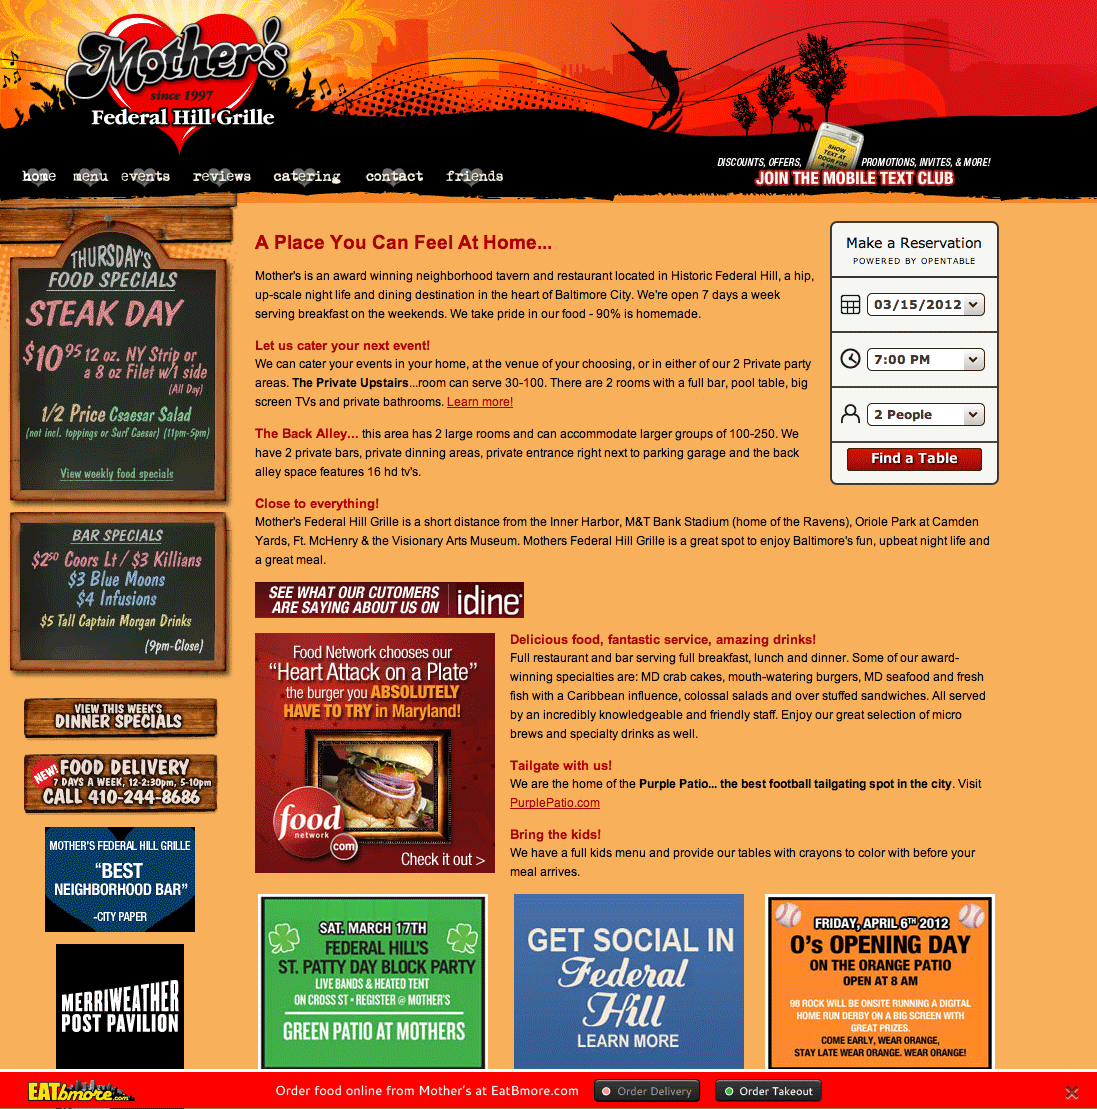 Mother's
since 1997
Federal Hill Grille
home menu events reviews catering contact friends
DISCOUNTS, OFFERS, PROMOTIONS, INVITES, & MORE!
SHOW
TEXT AT
DOOR FOR
JOIN THE MOBILE TEXT CLUB
THURSDAY'S
FOOD SPECIALS
STEAK DAY
$10 95 12 oz. NY Strip or
a 8 oz Filet w/1 side
(All Day)
1/2 Price Csaesar Salad
(not incl. toppings or Surf Caesar) (11pm-5pm)
View weekly food specials
BAR SPECIALS
$2 50 Coors Lt / $3 Killians
$3 Blue Moons
$4 Infusions
$5 Tall Captain Morgan Drinks
(9pm-Close)
VIEW THIS WEEK'S
DINNER SPECIALS
NEW! FOOD DELIVERY
7 DAYS A WEEK, 12-2:30pm, 5-10pm
CALL 410-244-8686
MOTHER'S FEDERAL HILL GRILLE
"BEST
NEIGHBORHOOD BAR"
-CITY PAPER
MERRIWEATHER
POST PAVILION
A Place You Can Feel At Home...
Mother's is an award winning neighborhood tavern and restaurant located in Historic Federal Hill, a hip,
up-scale night life and dining destination in the heart of Baltimore City. We're open 7 days a week
serving breakfast on the weekends. We take pride in our food - 90% is homemade.
Let us cater your next event!
We can cater your events in your home, at the venue of your choosing, or in either of our 2 Private party
areas. The Private Upstairs...room can serve 30-100. There are 2 rooms with a full bar, pool table, big
screen TVs and private bathrooms. Learn more!
The Back Alley... this area has 2 large rooms and can accommodate larger groups of 100-250. We
have 2 private bars, private dinning areas, private entrance right next to parking garage and the back
alley space features 16 hd tv's.
Close to everything!
Mother's Federal Hill Grille is a short distance from the Inner Harbor, M&T Bank Stadium (home of the Ravens), Oriole Park at Camden
Yards, Ft. McHenry & the Visionary Arts Museum. Mothers Federal Hill Grille is a great spot to enjoy Baltimore's fun, upbeat night life and
a great meal.
Make a Reservation
POWERED BY OPENTABLE
03/15/2012
7:00 PM
2 People
Find a Table
SEE WHAT OUR CUTOMERS
ARE SAYING ABOUT US ON idine
Food Network chooses our
"Heart Attack on a Plate"
the burger you ABSOLUTELY
HAVE TO TRY in Maryland!
food
network
com
Check it out >
Delicious food, fantastic service, amazing drinks!
Full restaurant and bar serving full breakfast, lunch and dinner. Some of our award-
winning specialties are: MD crab cakes, mouth-watering burgers, MD seafood and fresh
fish with a Caribbean influence, colossal salads and over stuffed sandwiches. All served
by an incredibly knowledgeable and friendly staff. Enjoy our great selection of micro
brews and specialty drinks as well.
Tailgate with us!
We are the home of the Purple Patio... the best football tailgating spot in the city. Visit
PurplePatio.com
Bring the kids!
We have a full kids menu and provide our tables with crayons to color with before your
meal arrives.
SAT. MARCH 17TH
FEDERAL HILL'S
ST. PATTY DAY BLOCK PARTY
LIVE BANDS & HEATED TENT
ON CROSS ST • REGISTER @ MOTHER'S
GREEN PATIO AT MOTHERS
GET SOCIAL IN
Federal
Hill
LEARN MORE
FRIDAY, APRIL 6TH 2012
O's OPENING DAY
ON THE ORANGE PATIO
OPEN AT 8 AM
98 ROCK WILL BE ONSITE RUNNING A DIGITAL
HOME RUN DERBY ON A BIG SCREEN WITH
GREAT PRIZES.
COME EARLY, WEAR ORANGE,
STAY LATE WEAR ORANGE. WEAR ORANGE!
EATbmore.com
Order food online from Mother's at EatBmore.com
Order Delivery
Order Takeout